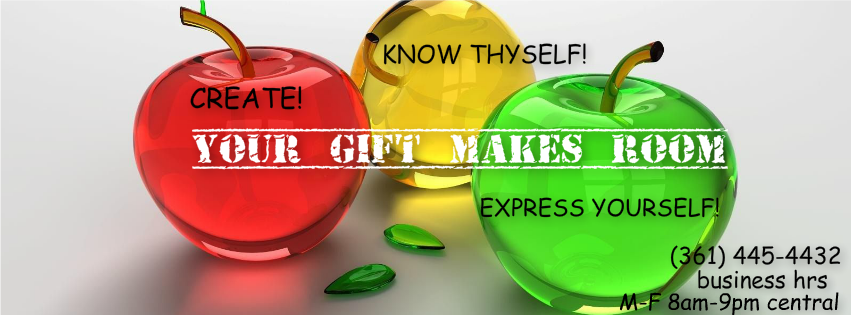 KNOW THYSELF!
CREATE!
YOUR GIFT MAKES ROOM
EXPRESS YOURSELF!
(361) 445-4432
business hrs
M-F 8am-9pm central